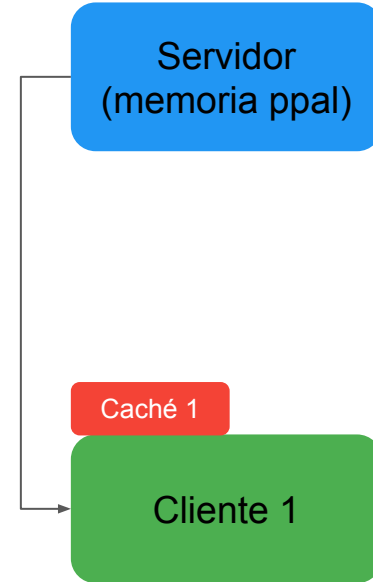 Servidor
(memoria ppal)
Caché 1
Cliente 1